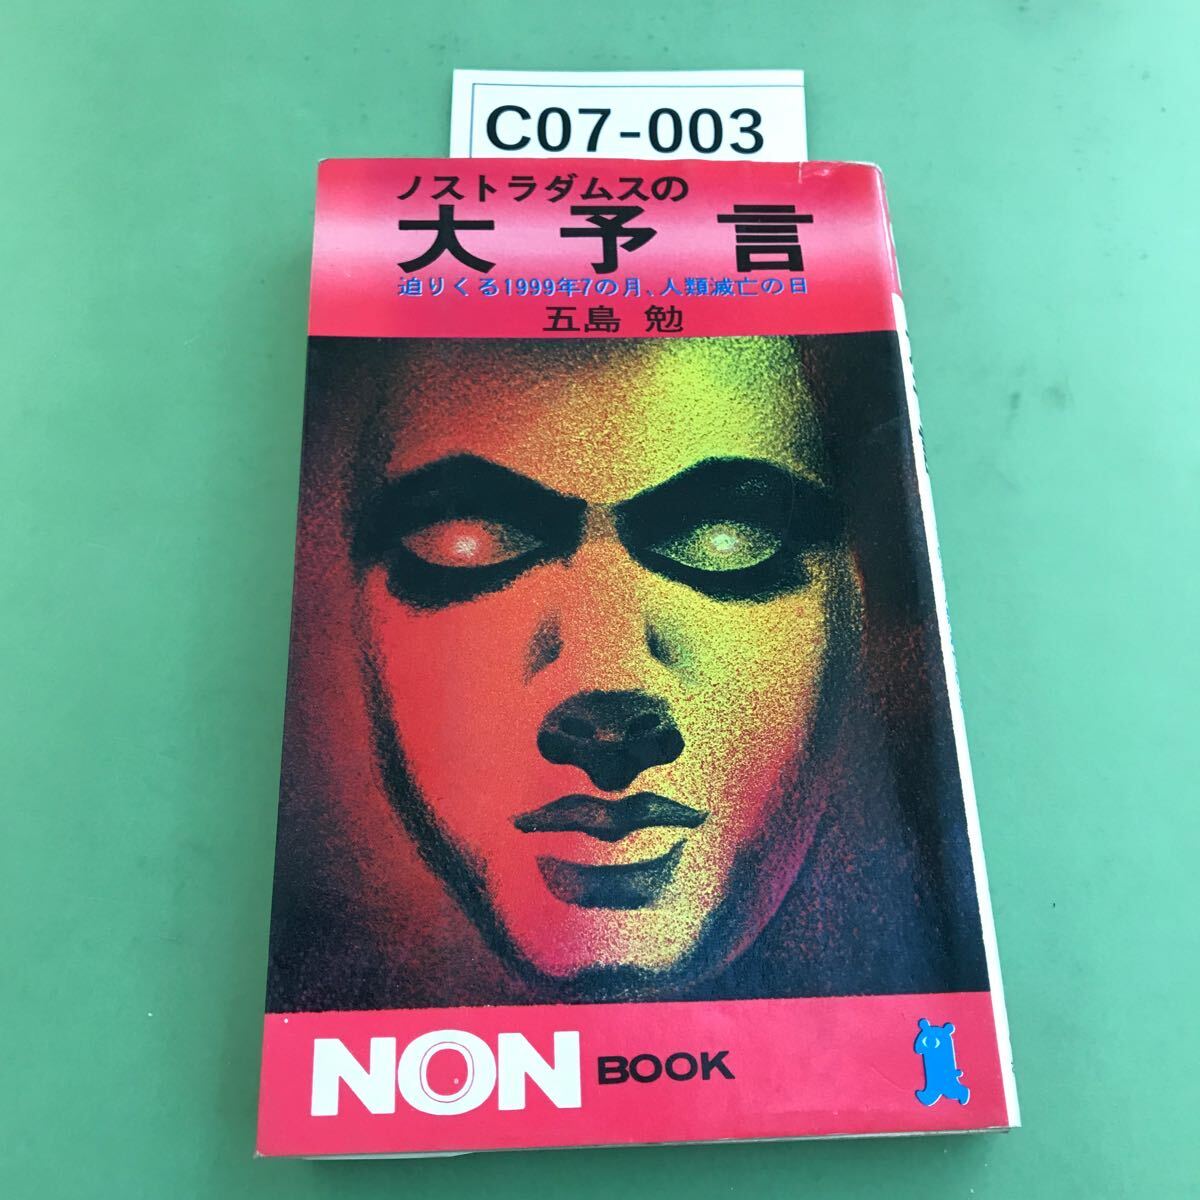 C07-003
ノストラダムスの
大予言
迫りくる1999年7の月、人類滅亡の日
五島 勉
NON BOOK